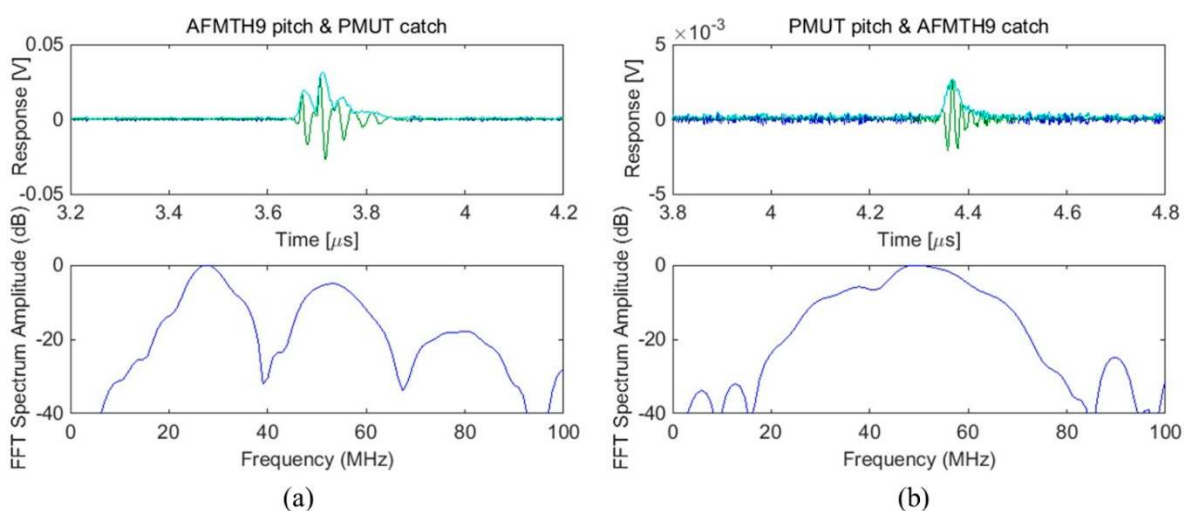 AFMTH9 pitch & PMUT catch
Response [V]
0.05
0
-0.05
3.2 3.4 3.6 3.8 4 4.2
Time [μs]
FFT Spectrum Amplitude (dB)
0
-20
-40
0 20 40 60 80 100
Frequency (MHz)
(a)
PMUT pitch & AFMTH9 catch
×10-3
Response [V]
5
0
-5
3.8 4 4.2 4.4 4.6 4.8
Time [μs]
FFT Spectrum Amplitude (dB)
0
-20
-40
0 20 40 60 80 100
Frequency (MHz)
(b)